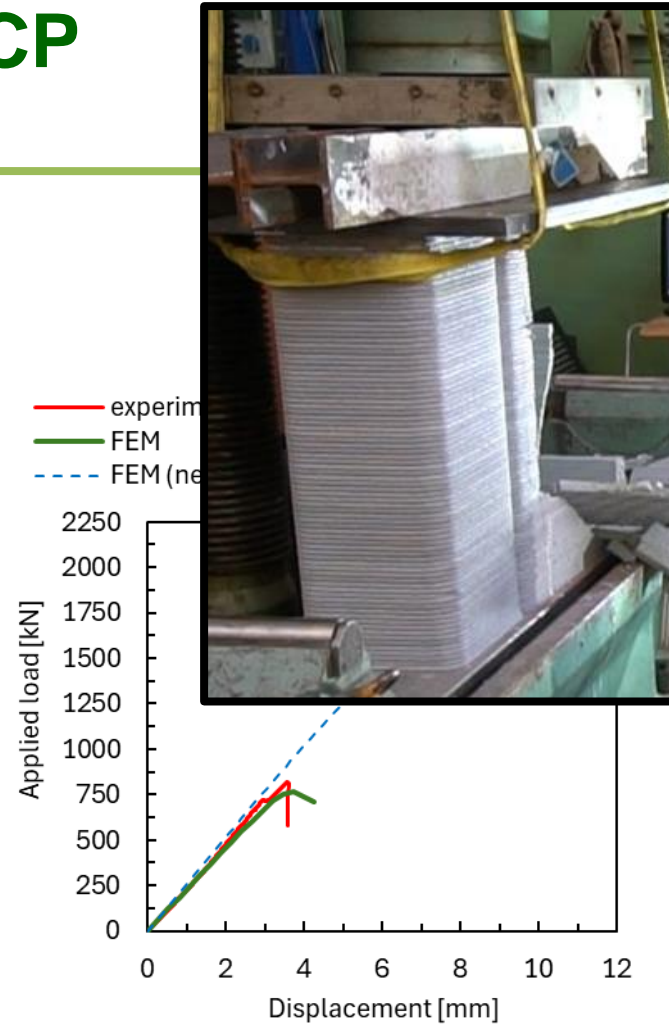 CP
experim
FEM
FEM (ne
2250
2000
1750
1500
1250
1000
750
500
250
0
0 2 4 6 8 10 12
Applied load [kN]
Displacement [mm]